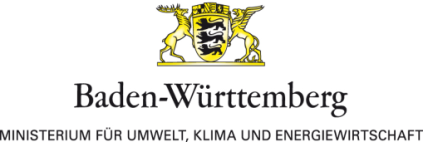 Baden-Württemberg
MINISTERIUM FÜR UMWELT, KLIMA UND ENERGIEWIRTSCHAFT